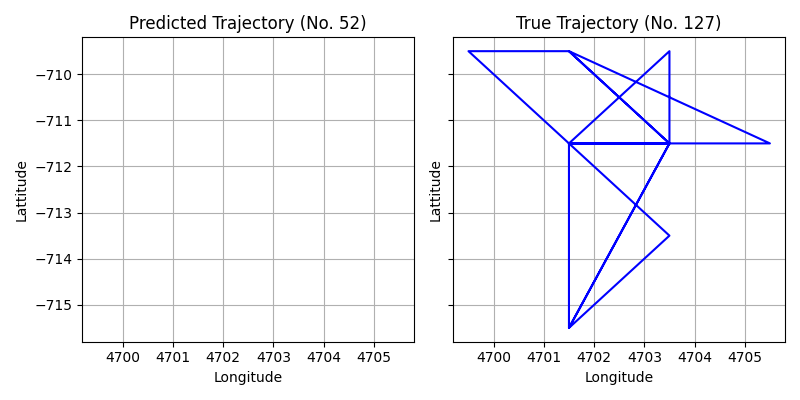 Predicted Trajectory (No. 52)
True Trajectory (No. 127)
−710
−711
−712
−713
−714
−715
Lattitude
Lattitude
4700 4701 4702 4703 4704 4705
4700 4701 4702 4703 4704 4705
Longitude
Longitude